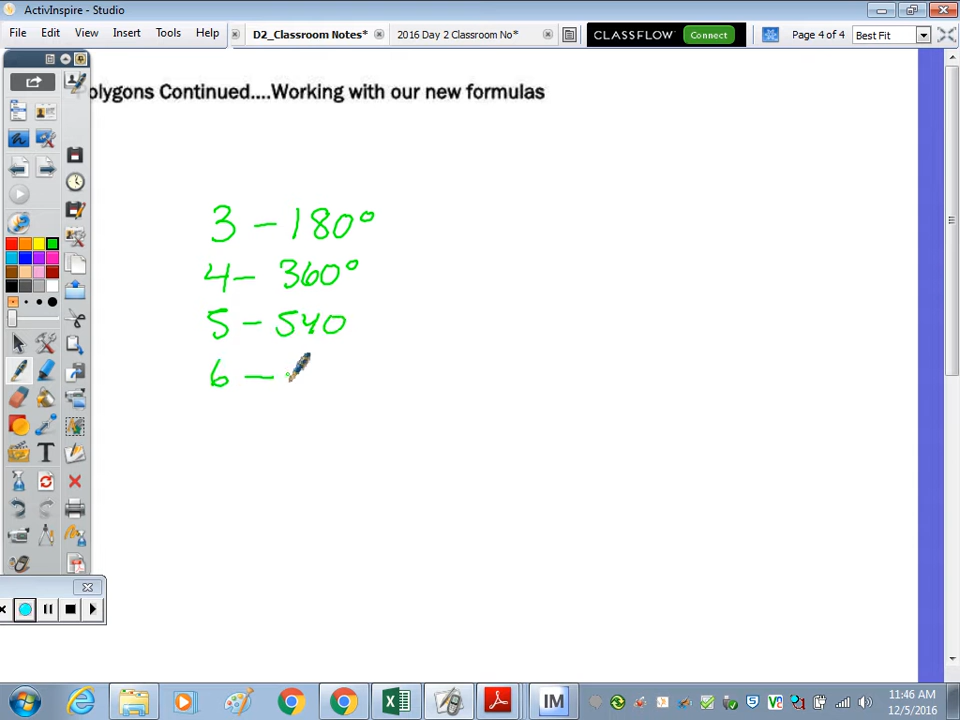 ActivInspire - Studio
File Edit View Insert Tools Help
D2_Classroom Notes*
2016 Day 2 Classroom No*
CLASSFLOW Connect
Page 4 of 4
Best Fit
olygons Continued....Working with our new formulas
3 - 180°
4 - 360°
5 - 540
6 -
IM
11:46 AM
12/5/2016